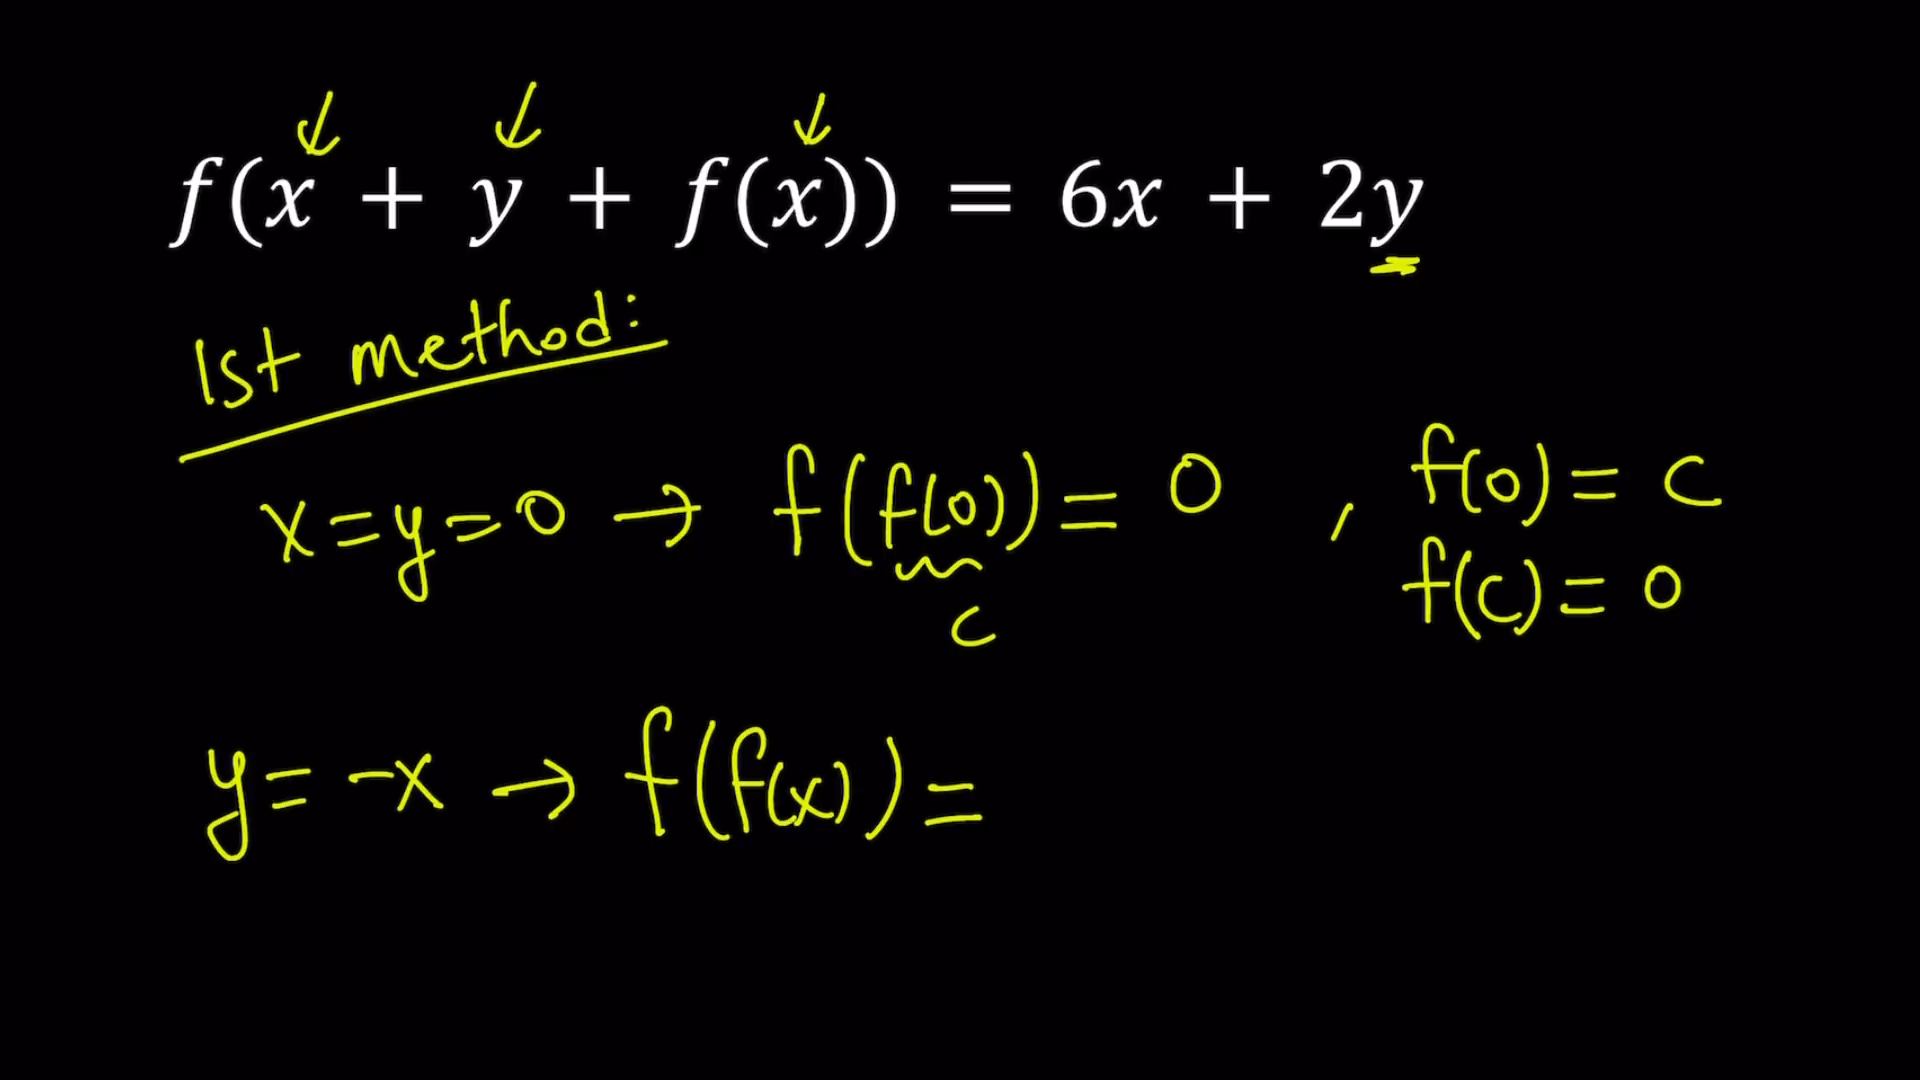 f(x + y + f(x)) = 6x + 2y
1st method:
x=y=0 → f(f(0)) = 0 , f(0) = c
c
f(c) = 0
y = -x → f(f(x)) =